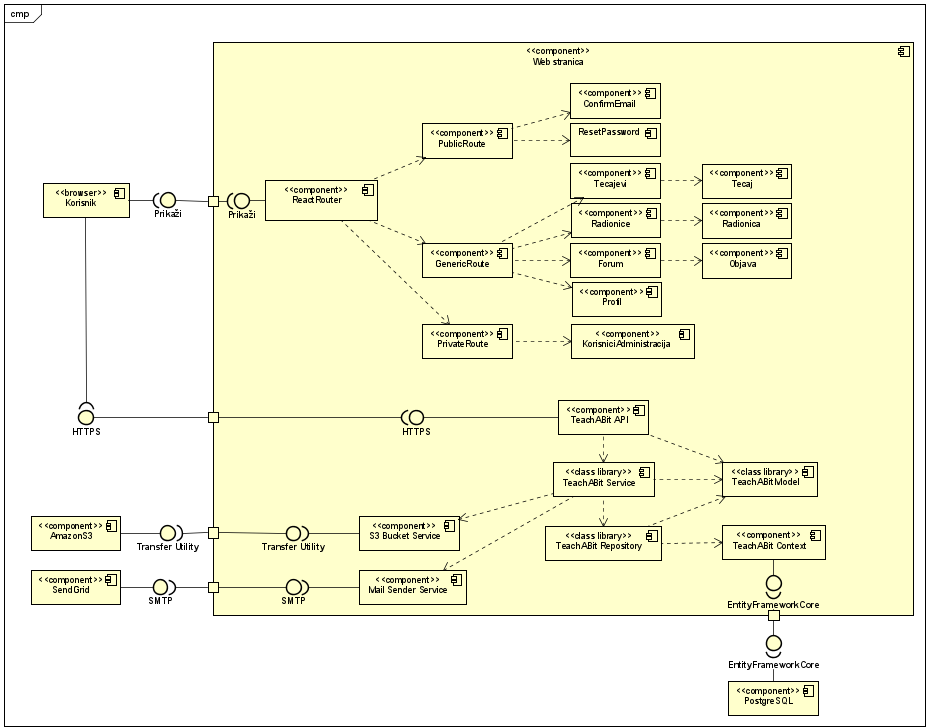 cmp
<<component>>
Web stranica
<<component>>
ConfirmEmail
<<component>>
PublicRoute
ResetPassword
<<component>>
Tecajevi
<<component>>
Tecaj
<<browser>>
Korisnik
Prikaži
Prikaži
<<component>>
ReactRouter
<<component>>
Radionice
<<component>>
Radionica
<<component>>
GenericRoute
<<component>>
Forum
<<component>>
Objava
<<component>>
Profil
<<component>>
PrivateRoute
<<component>>
KorisniciAdministracija
HTTPS
HTTPS
<<component>>
TeachABit API
<<class library>>
TeachABit Service
<<class library>>
TeachABitModel
<<component>>
AmazonS3
Transfer Utility
Transfer Utility
<<component>>
S3 Bucket Service
<<class library>>
TeachABit Repository
<<component>>
TeachABit Context
<<component>>
SendGrid
SMTP
SMTP
<<component>>
Mail Sender Service
EntityFrameworkCore
EntityFrameworkCore
<<component>>
PostgreSQL